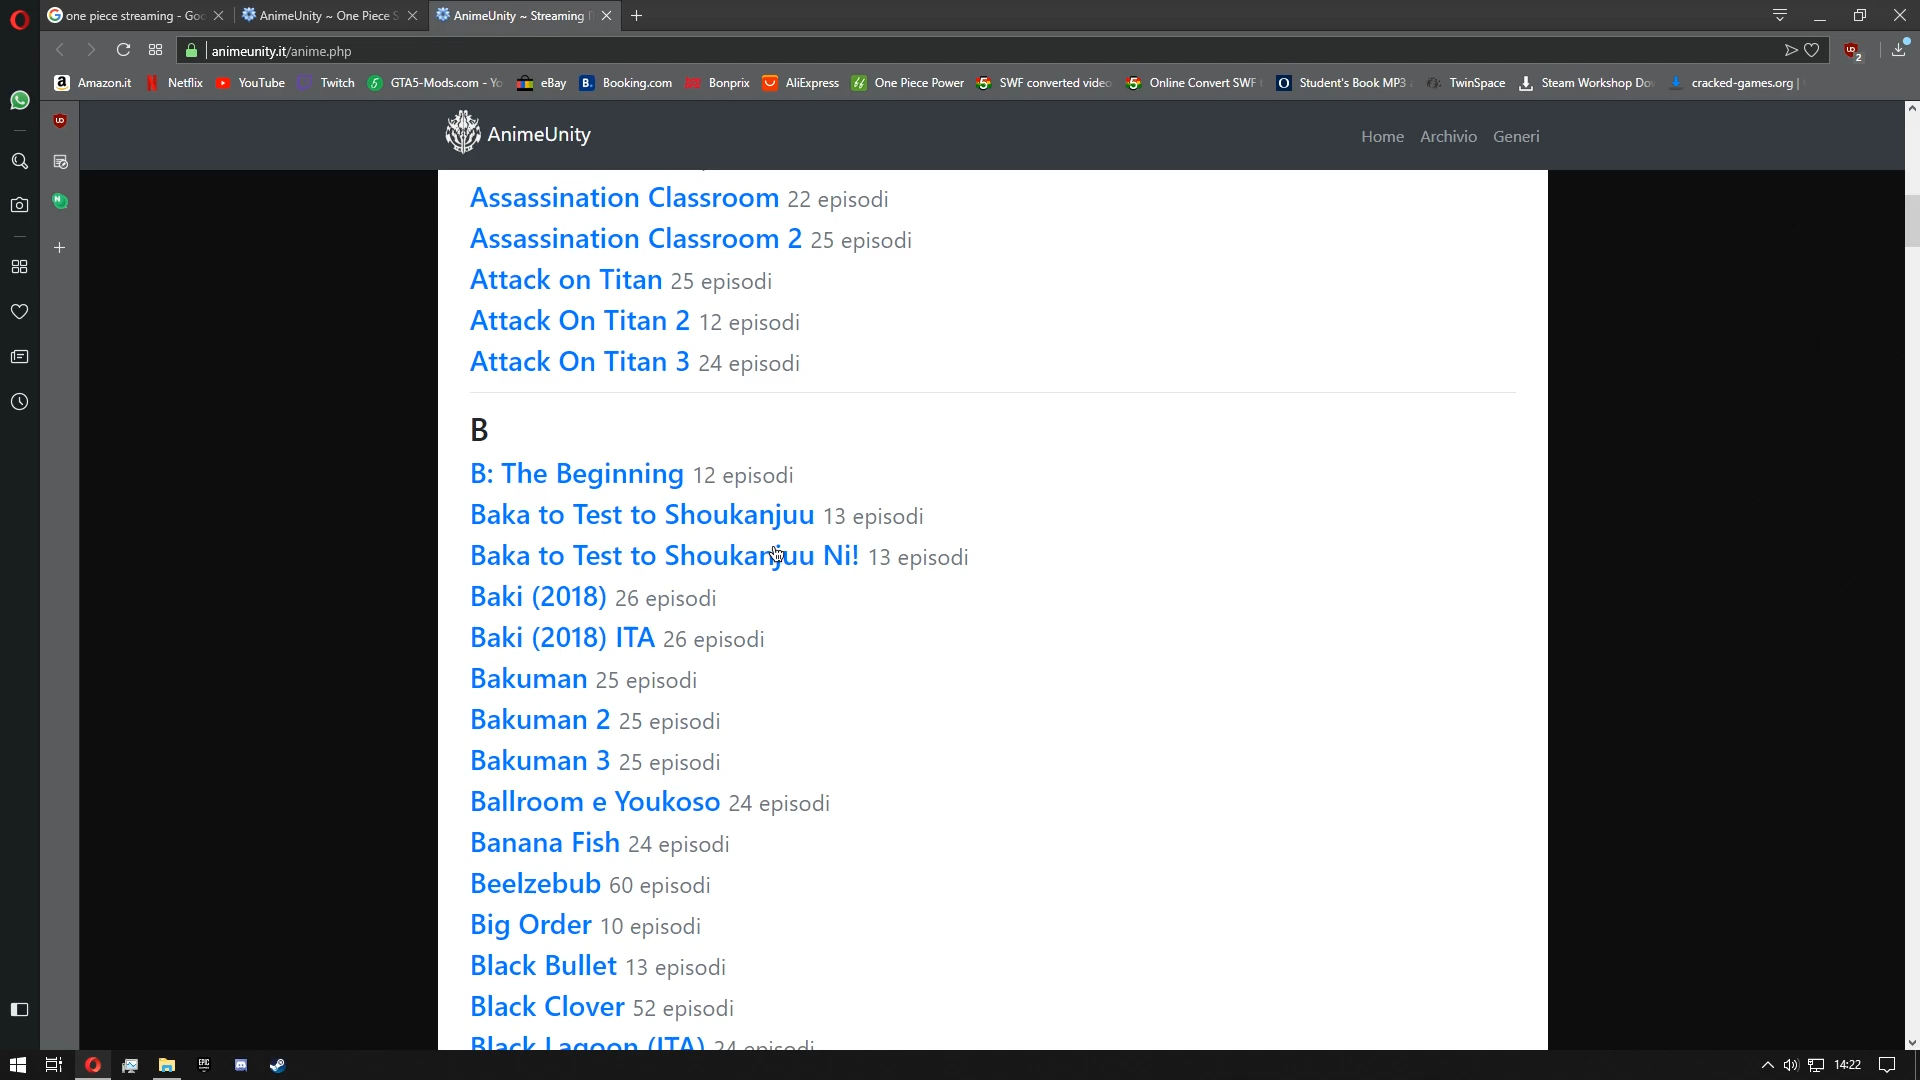 one piece streaming - Goo
AnimeUnity ~ One Piece S
AnimeUnity ~ Streaming
animeunity.it/anime.php
Amazon.it
Netflix
YouTube
Twitch
GTA5-Mods.com - Yo
eBay
Booking.com
Bonprix
AliExpress
One Piece Power
SWF converted video
Online Convert SWF
Student's Book MP3
TwinSpace
Steam Workshop Do
cracked-games.org |
AnimeUnity
Home Archivio Generi
Assassination Classroom 22 episodi
Assassination Classroom 2 25 episodi
Attack on Titan 25 episodi
Attack On Titan 2 12 episodi
Attack On Titan 3 24 episodi
B
B: The Beginning 12 episodi
Baka to Test to Shoukanjuu 13 episodi
Baka to Test to Shoukanjuu Ni! 13 episodi
Baki (2018) 26 episodi
Baki (2018) ITA 26 episodi
Bakuman 25 episodi
Bakuman 2 25 episodi
Bakuman 3 25 episodi
Ballroom e Youkoso 24 episodi
Banana Fish 24 episodi
Beelzebub 60 episodi
Big Order 10 episodi
Black Bullet 13 episodi
Black Clover 52 episodi
Black Lagoon (ITA) 24 episodi
14:22